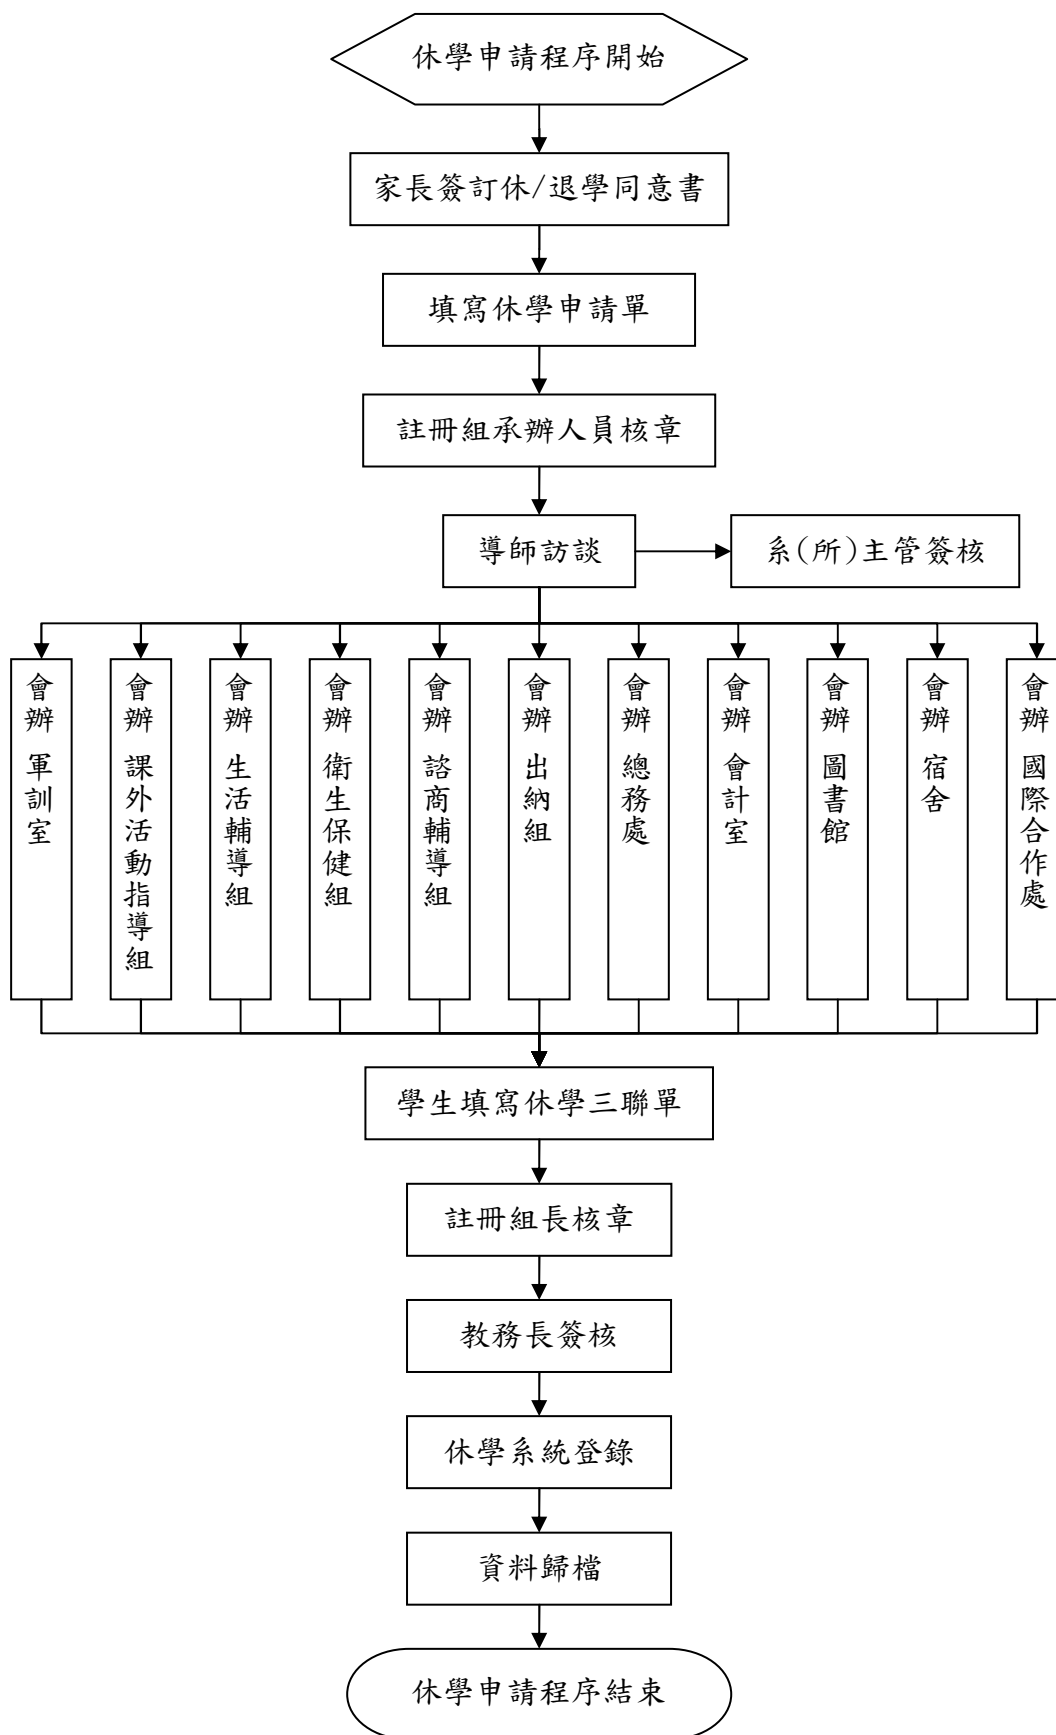 休學申請程序開始
家長簽訂休/退學同意書
填寫休學申請單
註冊組承辦人員核章
導師訪談
系(所)主管簽核
會辦 軍訓室
會辦 課外活動指導組
會辦 生活輔導組
會辦 衛生保健組
會辦 諮商輔導組
會辦 出納組
會辦 總務處
會辦 會計室
會辦 圖書館
會辦 宿舍
會辦 國際合作處
學生填寫休學三聯單
註冊組長核章
教務長簽核
休學系統登錄
資料歸檔
休學申請程序結束